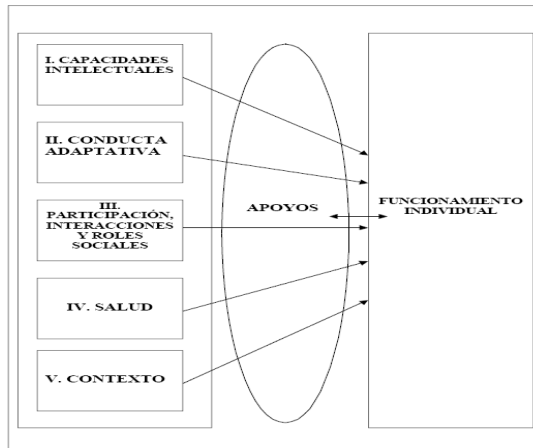 I. CAPACIDADES
INTELECTUALES
II. CONDUCTA
ADAPTATIVA
III.
PARTICIPACIÓN,
INTERACCIONES
Y ROLES
SOCIALES
IV. SALUD
V. CONTEXTO
APOYOS
FUNCIONAMIENTO
INDIVIDUAL